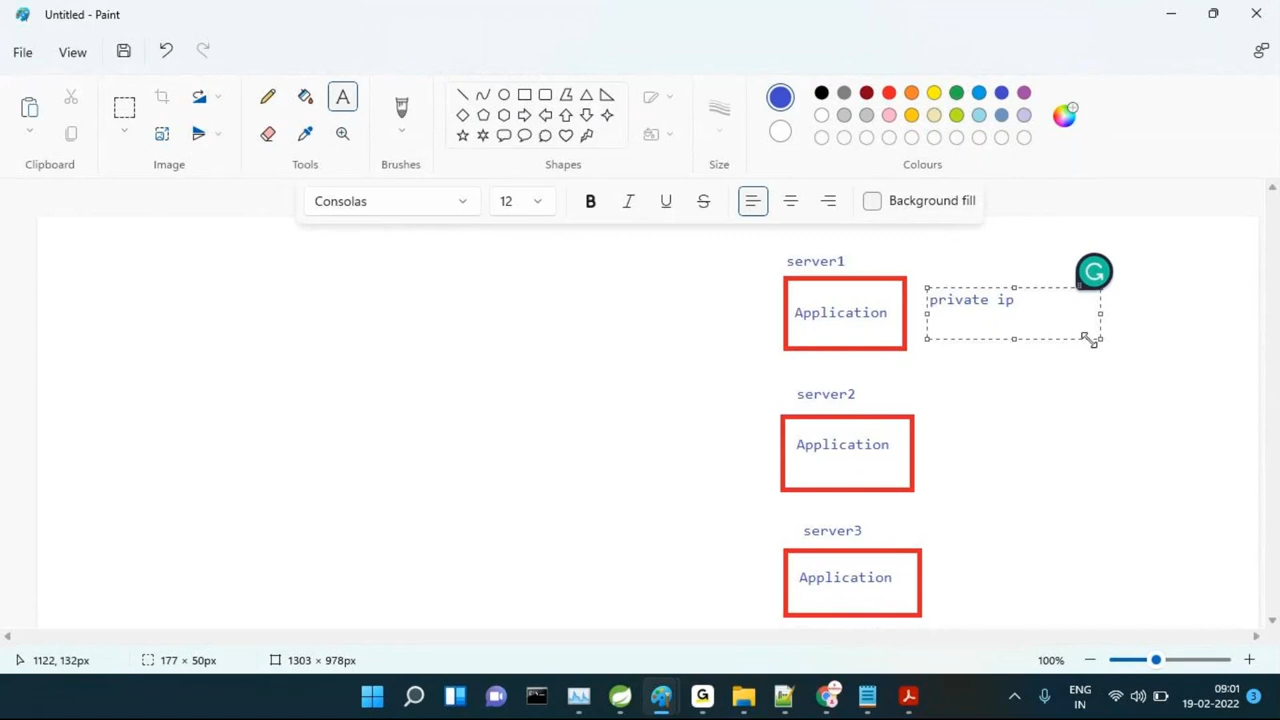 Untitled - Paint
File
View
Clipboard
Image
Tools
Brushes
Shapes
Size
Colours
Consolas
12
B
I
U
S
Background fill
server1
Application
private ip
server2
Application
server3
Application
1122, 132px
177 × 50px
1303 × 978px
100%
ENG
IN
09:01
19-02-2022
3